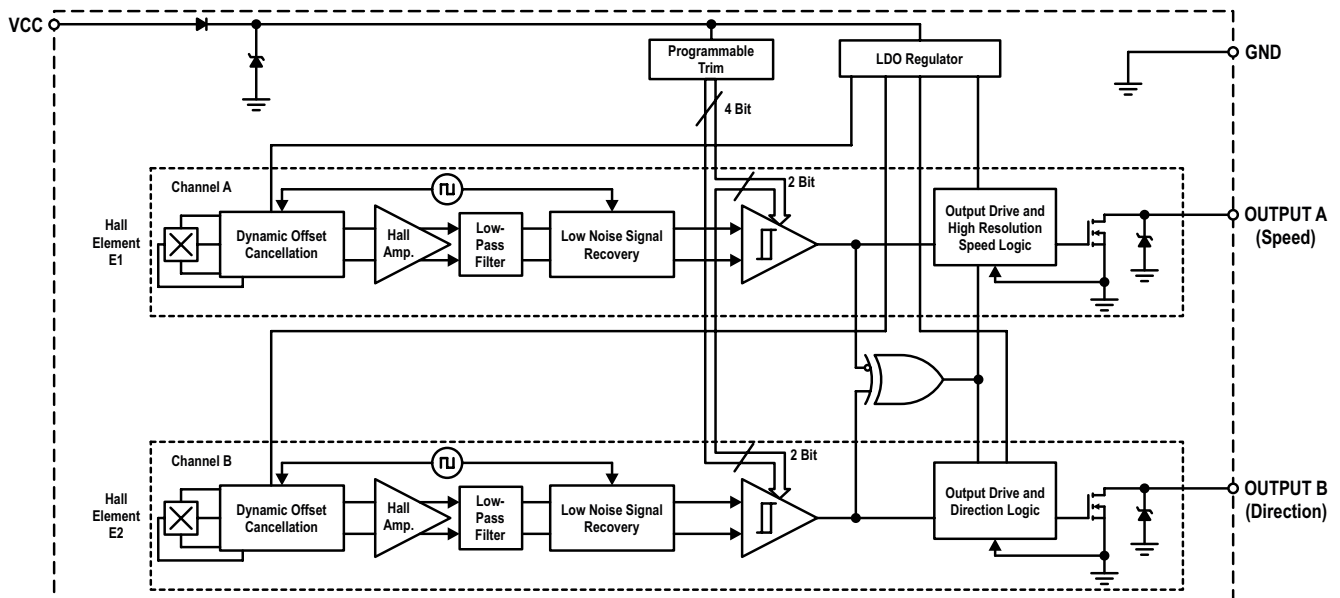 VCC
Programmable
Trim
LDO Regulator
GND
4 Bit
Channel A
2 Bit
Hall
Element
E1
Dynamic Offset
Cancellation
Hall
Amp.
Low-
Pass
Filter
Low Noise Signal
Recovery
Output Drive and
High Resolution
Speed Logic
OUTPUT A
(Speed)
Channel B
2 Bit
Hall
Element
E2
Dynamic Offset
Cancellation
Hall
Amp.
Low-
Pass
Filter
Low Noise Signal
Recovery
Output Drive and
Direction Logic
OUTPUT B
(Direction)